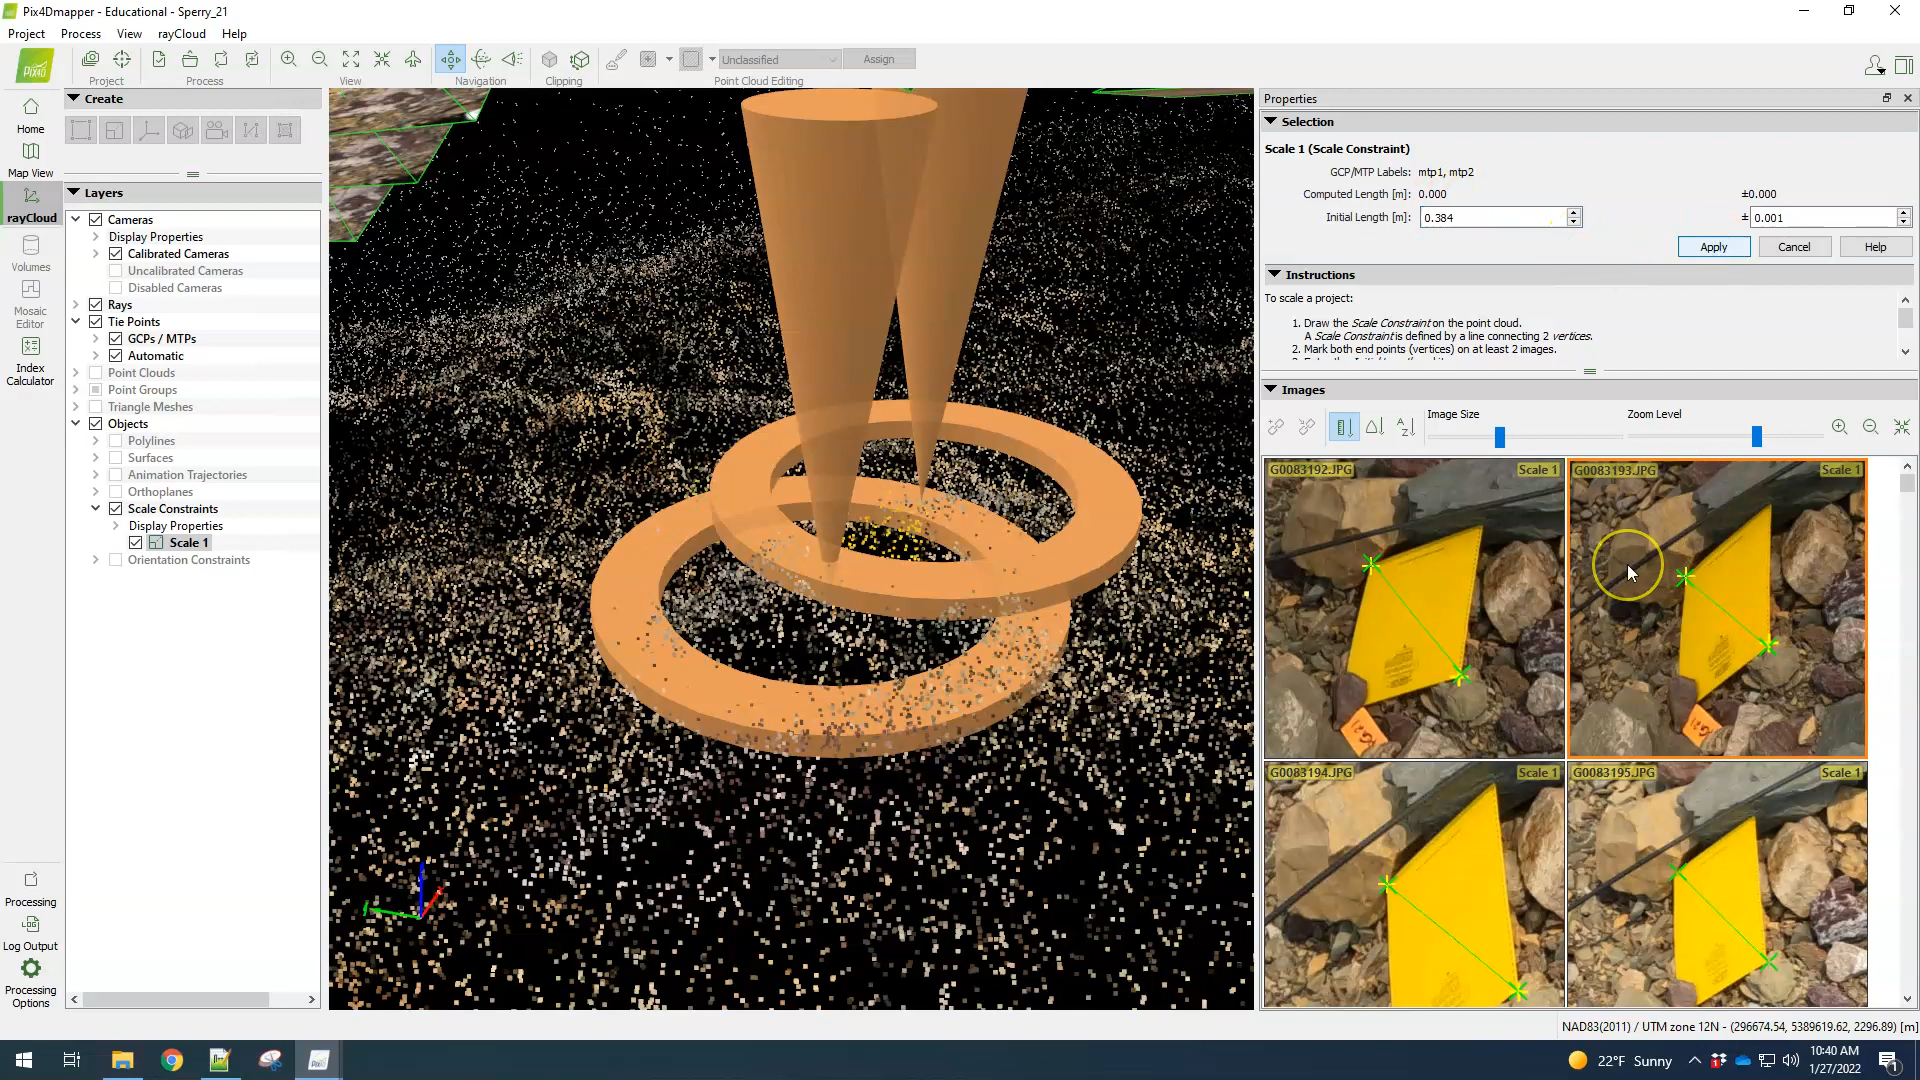 Pix4Dmapper - Educational - Sperry_21
Project Process View rayCloud Help
Unclassified Assign
PIX4D
Project Process View Navigation Clipping Point Cloud Editing
Home
Map View
rayCloud
Volumes
Mosaic
Editor
Index
Calculator
Processing
Log Output
Processing
Options
Create
Layers
Cameras
Display Properties
Calibrated Cameras
Uncalibrated Cameras
Disabled Cameras
Rays
Tie Points
GCPs / MTPs
Automatic
Point Clouds
Point Groups
Triangle Meshes
Objects
Polylines
Surfaces
Animation Trajectories
Orthoplanes
Scale Constraints
Display Properties
Scale 1
Orientation Constraints
Properties
Selection
Scale 1 (Scale Constraint)
GCP/MTP Labels: mtp1, mtp2
Computed Length [m]: 0.000 ±0.000
Initial Length [m]: 0.384 ± 0.001
Apply Cancel Help
Instructions
To scale a project:
1. Draw the Scale Constraint on the point cloud.
A Scale Constraint is defined by a line connecting 2 vertices.
2. Mark both end points (vertices) on at least 2 images.
Images
Image Size Zoom Level
G0083192.JPG Scale 1
G0083193.JPG Scale 1
G0083194.JPG Scale 1
G0083195.JPG Scale 1
NAD83(2011) / UTM zone 12N - (296674.54, 5389619.62, 2296.89) [m]
22°F Sunny
10:40 AM
1/27/2022